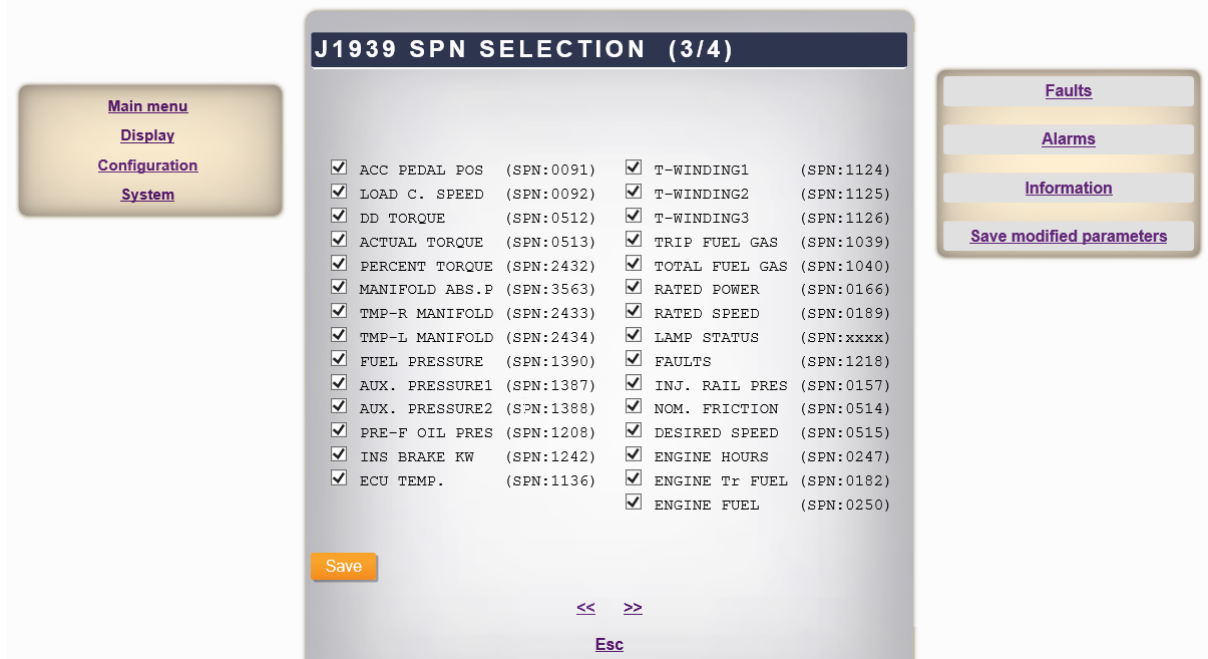 J1939 SPN SELECTION (3/4)
Main menu
Display
Configuration
System
ACC PEDAL POS (SPN:0091)
LOAD C. SPEED (SPN:0092)
DD TORQUE (SPN:0512)
ACTUAL TORQUE (SPN:0513)
PERCENT TORQUE (SPN:2432)
MANIFOLD ABS.P (SPN:3563)
TMP-R MANIFOLD (SPN:2433)
TMP-L MANIFOLD (SPN:2434)
FUEL PRESSURE (SPN:1390)
AUX. PRESSURE1 (SPN:1387)
AUX. PRESSURE2 (SPN:1388)
PRE-F OIL PRES (SPN:1208)
INS BRAKE KW (SPN:1242)
ECU TEMP. (SPN:1136)
T-WINDING1 (SPN:1124)
T-WINDING2 (SPN:1125)
T-WINDING3 (SPN:1126)
TRIP FUEL GAS (SPN:1039)
TOTAL FUEL GAS (SPN:1040)
RATED POWER (SPN:0166)
RATED SPEED (SPN:0189)
LAMP STATUS (SPN:xxxx)
FAULTS (SPN:1218)
INJ. RAIL PRES (SPN:0157)
NOM. FRICTION (SPN:0514)
DESIRED SPEED (SPN:0515)
ENGINE HOURS (SPN:0247)
ENGINE Tr FUEL (SPN:0182)
ENGINE FUEL (SPN:0250)
Save
<< >>
Esc
Faults
Alarms
Information
Save modified parameters